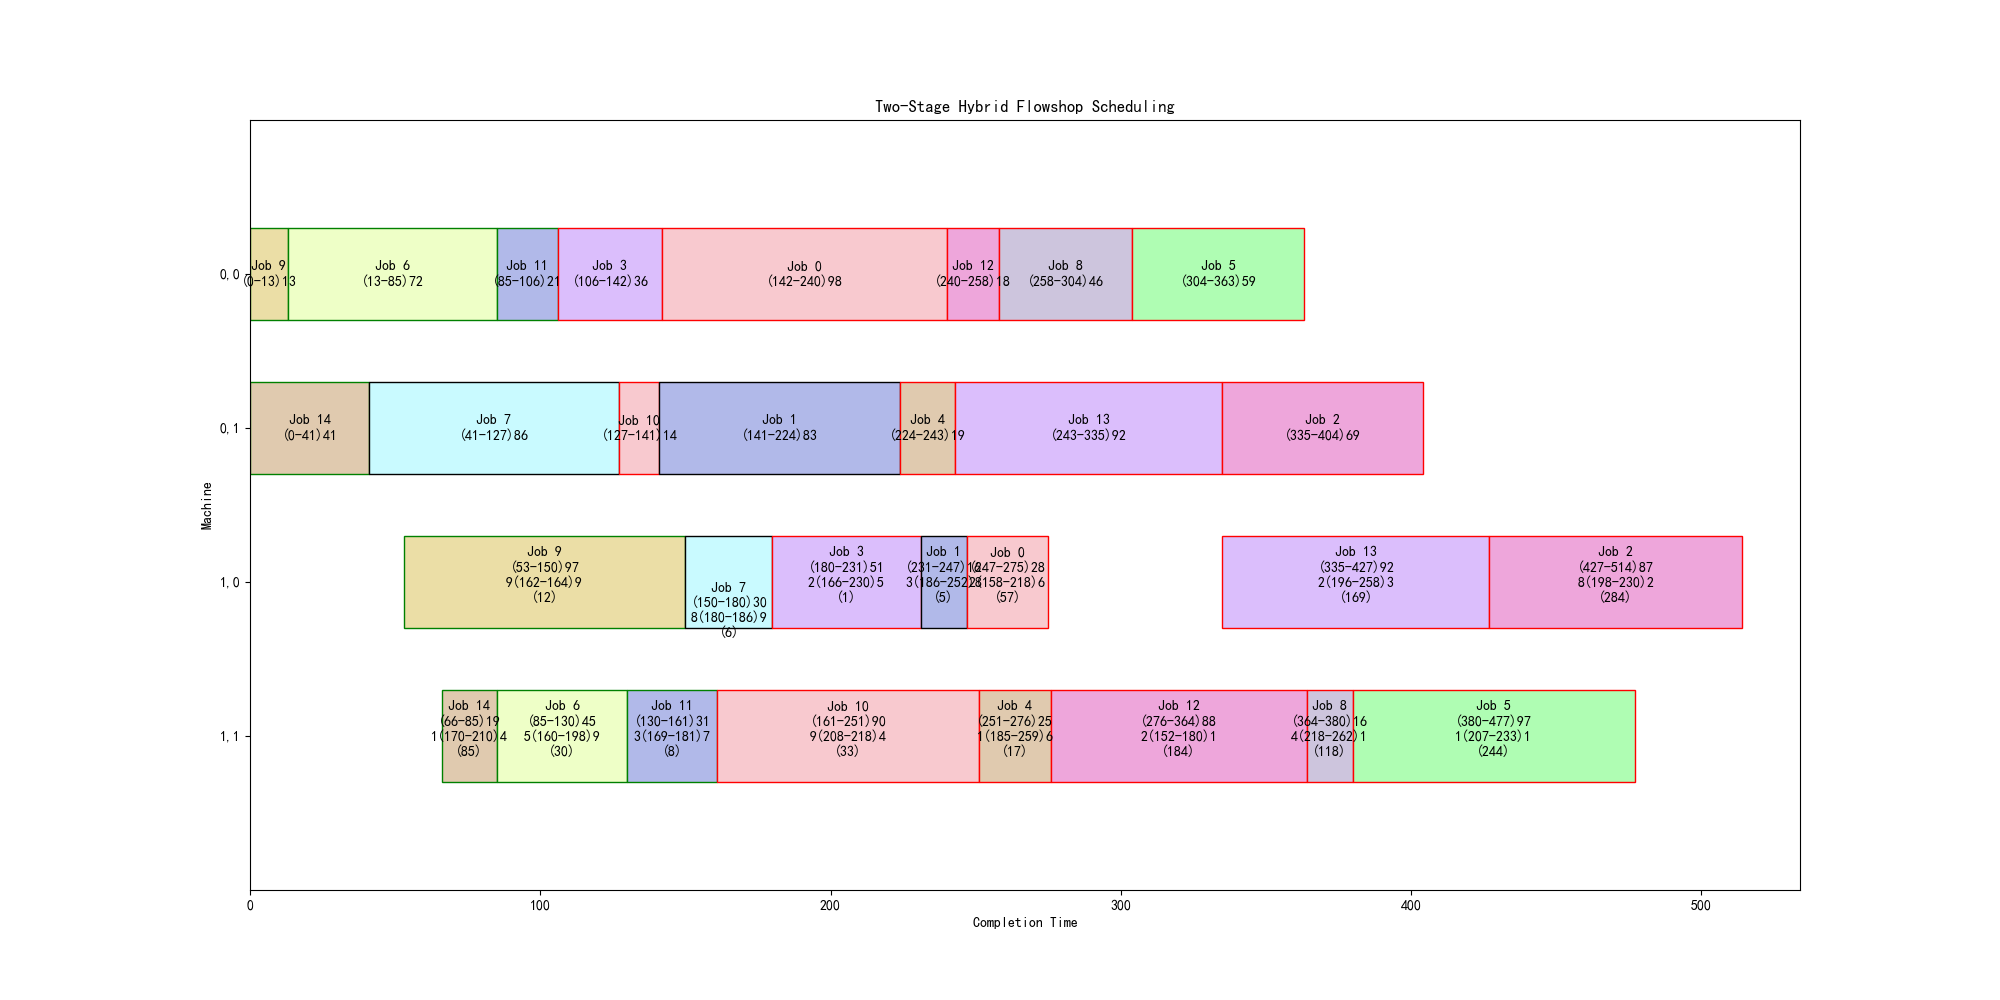 Two-Stage Hybrid Flowshop Scheduling
Machine
0,0
Job 9
(0-13)13
Job 6
(13-85)72
Job 11
(85-106)21
Job 3
(106-142)36
Job 0
(142-240)98
Job 12
(240-258)18
Job 8
(258-304)46
Job 5
(304-363)59
0,1
Job 14
(0-41)41
Job 7
(41-127)86
Job 10
(127-141)14
Job 1
(141-224)83
Job 4
(224-243)19
Job 13
(243-335)92
Job 2
(335-404)69
1,0
Job 9
(53-150)97
9(162-164)9
(12)
Job 7
(150-180)30
8(180-186)9
(6)
Job 3
(180-231)51
2(166-230)5
(1)
Job 1
(231-247)16
3(186-252)
(5)
Job 0
(247-275)28
(158-218)6
(57)
Job 13
(335-427)92
2(196-258)3
(169)
Job 2
(427-514)87
8(198-230)2
(284)
1,1
Job 14
(66-85)19
1(170-210)4
(85)
Job 6
(85-130)45
5(160-198)9
(30)
Job 11
(130-161)31
3(169-181)7
(8)
Job 10
(161-251)90
9(208-218)4
(33)
Job 4
(251-276)25
1(185-259)6
(17)
Job 12
(276-364)88
2(152-180)1
(184)
Job 8
(364-380)16
4(218-262)1
(118)
Job 5
(380-477)97
1(207-233)1
(244)
0
100
200
300
400
500
Completion Time